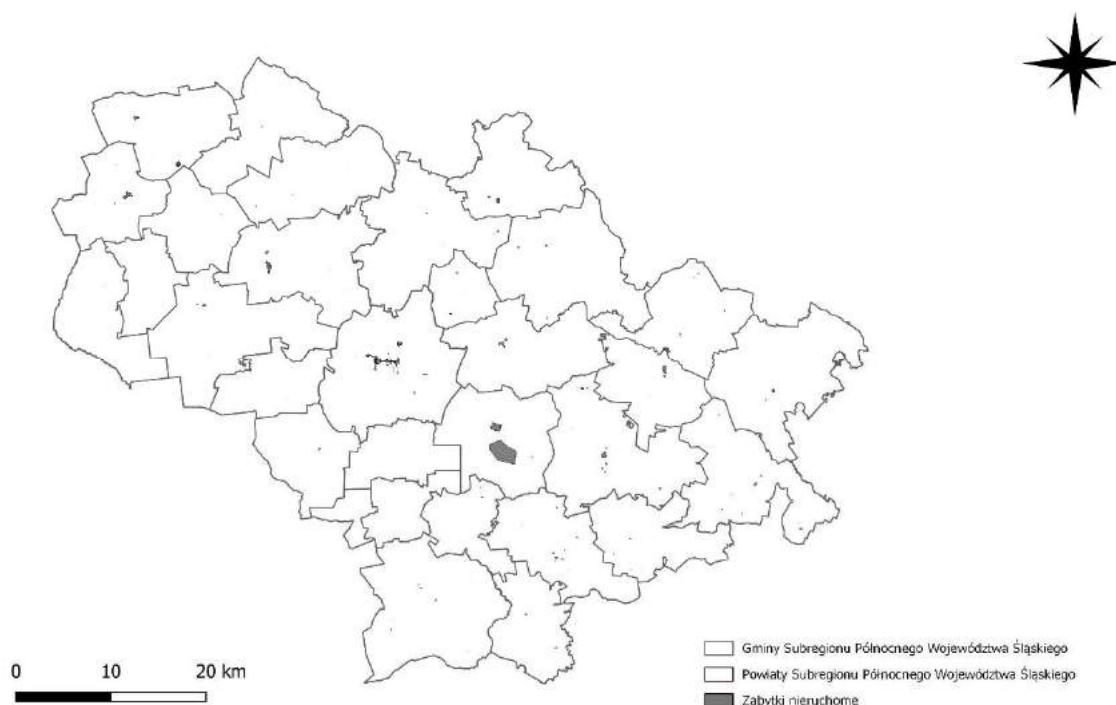 0 10 20 km
Gminy Subregionu Północnego Województwa Śląskiego
Powiaty Subregionu Północnego Województwa Śląskiego
Zabytki nieruchome